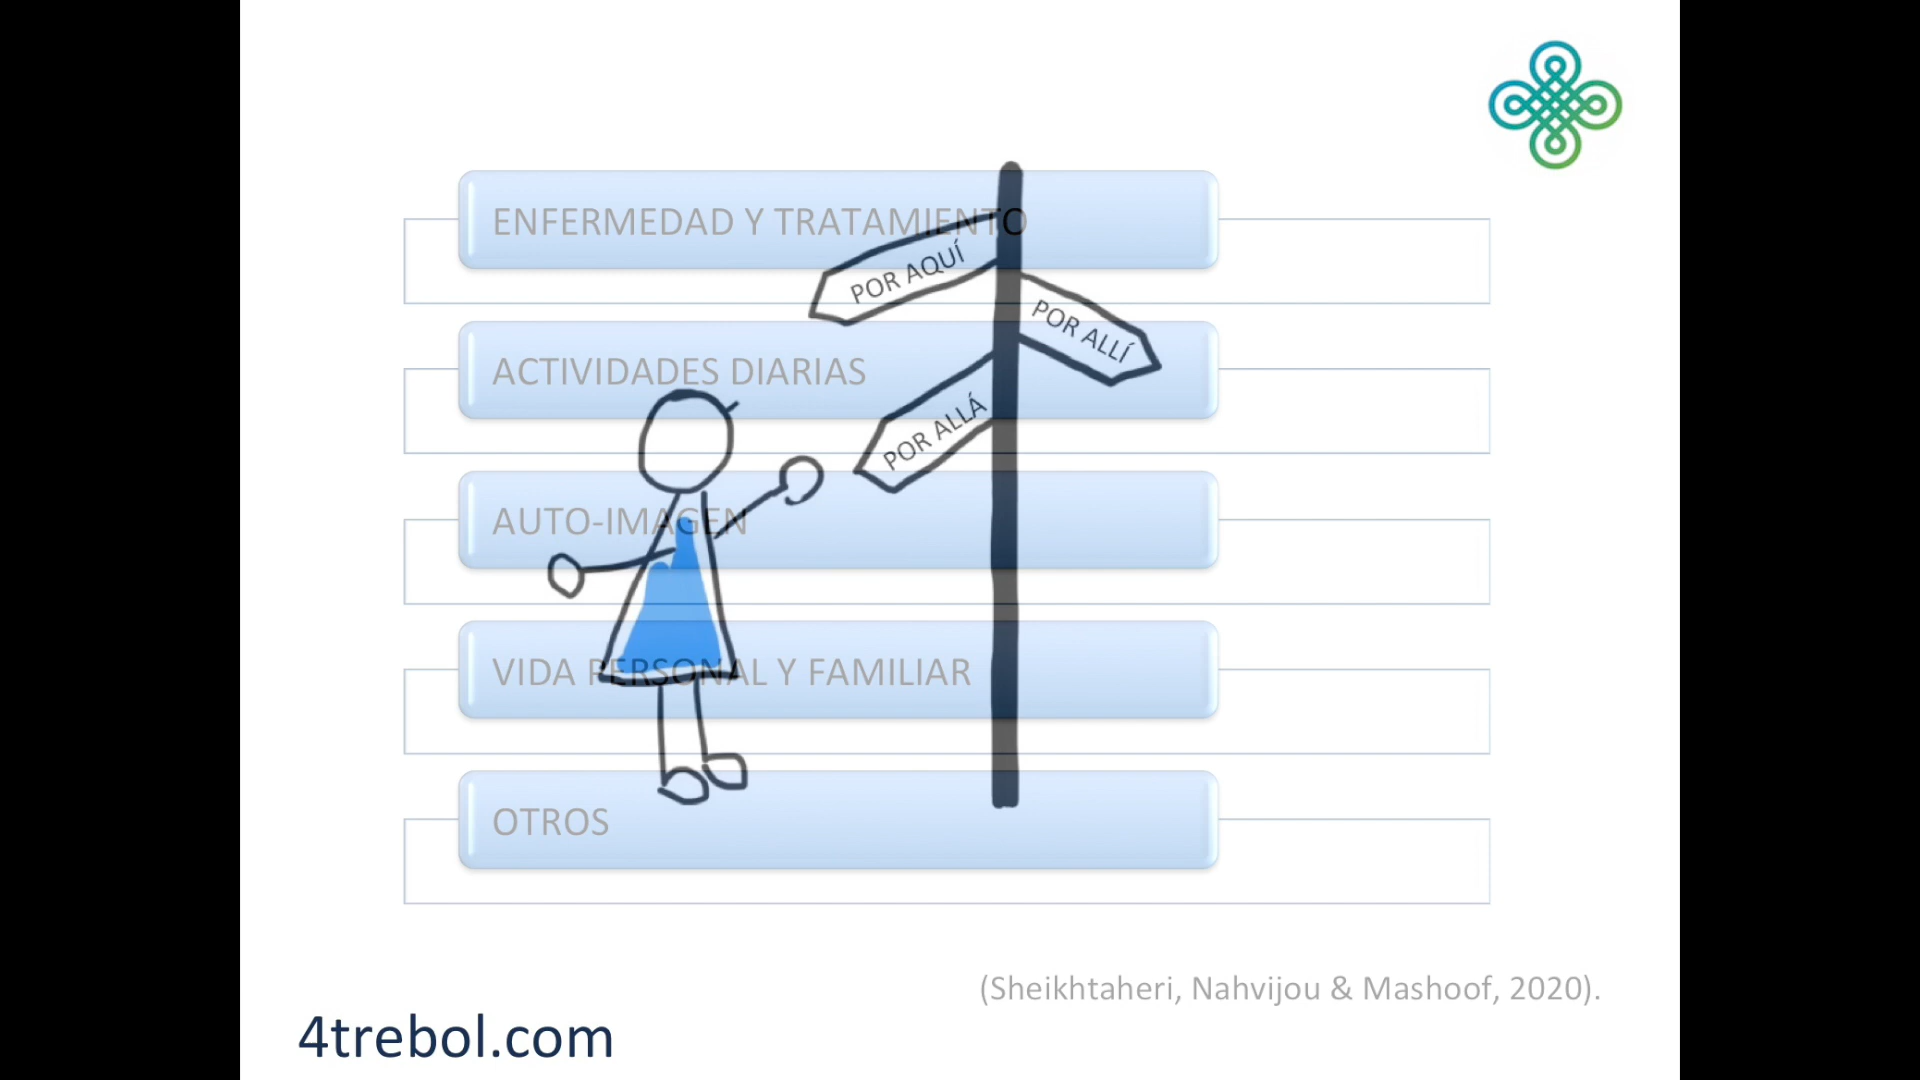 ENFERMEDAD Y TRATAMIENTO
POR AQUÍ
POR ALLÍ
ACTIVIDADES DIARIAS
POR ALLÁ
AUTO-IMAGEN
VIDA PERSONAL Y FAMILIAR
OTROS
(Sheikhtaheri, Nahvijou & Mashoof, 2020).
4trebol.com